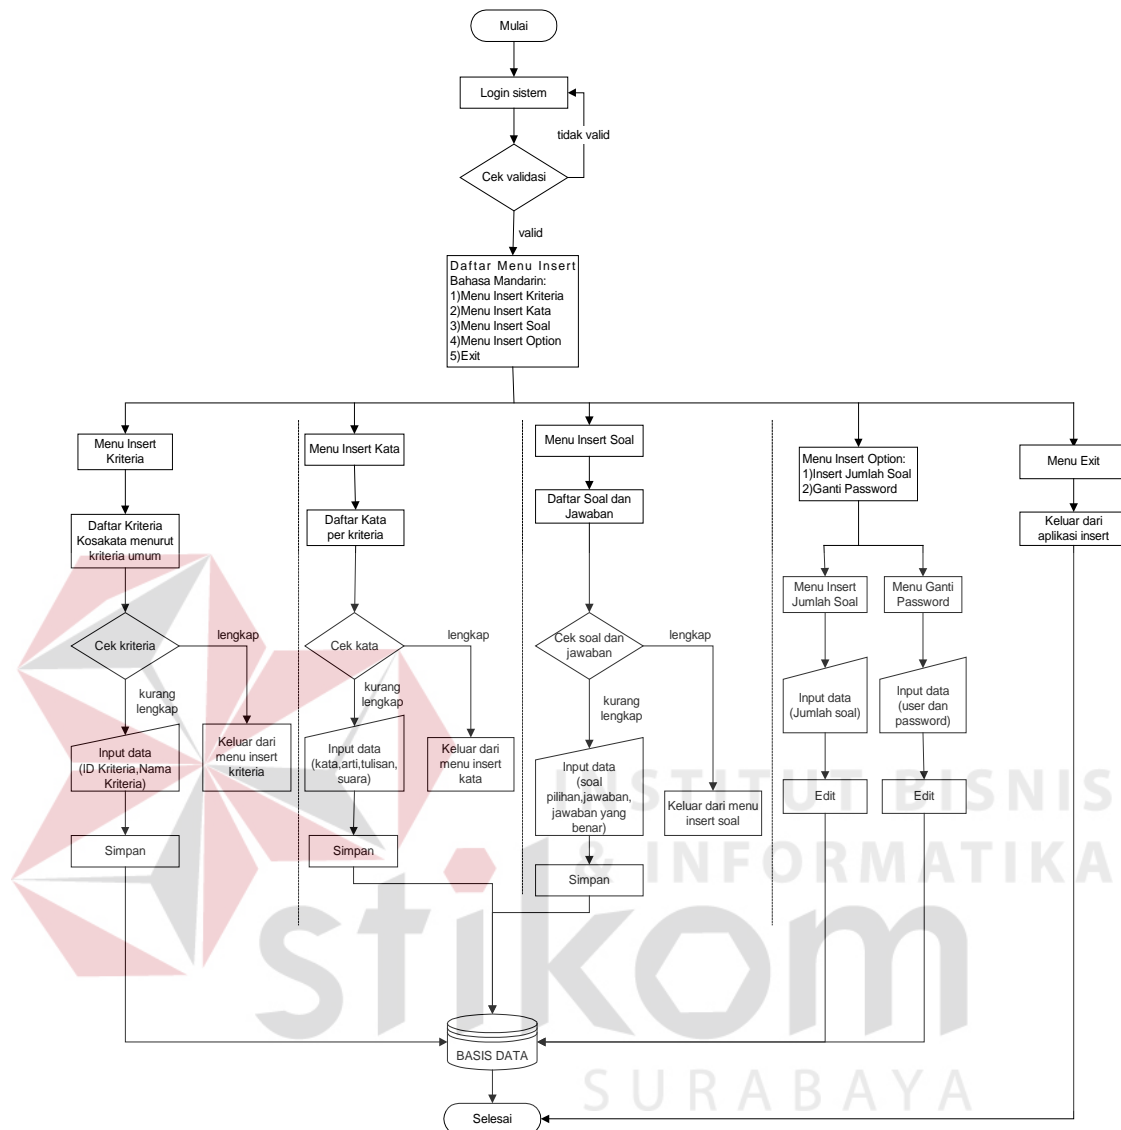 Mulai
Login sistem
tidak valid
Cek validasi
valid
Daftar Menu Insert
Bahasa Mandarin:
1)Menu Insert Kriteria
2)Menu Insert Kata
3)Menu Insert Soal
4)Menu Insert Option
5)Exit
Menu Insert
Kriteria
Daftar Kriteria
Kosakata menurut
kriteria umum
Cek kriteria
lengkap
kurang
lengkap
Input data
(ID Kriteria,Nama
Kriteria)
Keluar dari
menu insert
kriteria
Simpan
Menu Insert Kata
Daftar Kata
per kriteria
Cek kata
lengkap
kurang
lengkap
Input data
(kata,arti,tulisan,
suara)
Keluar dari
menu insert
kata
Simpan
Menu Insert Soal
Daftar Soal dan
Jawaban
Cek soal dan
jawaban
lengkap
kurang
lengkap
Input data
(soal
pilihan,jawaban,
jawaban yang
benar)
Keluar dari menu
insert soal
Simpan
Menu Insert Option:
1)Insert Jumlah Soal
2)Ganti Password
Menu Insert
Jumlah Soal
Input data
(Jumlah soal)
Edit
Menu Ganti
Password
Input data
(user dan
password)
Edit
Menu Exit
Keluar dari
aplikasi insert
BASIS DATA
Selesai
INSTITUT BISNIS
& INFORMATIKA
stikom
SURABAYA